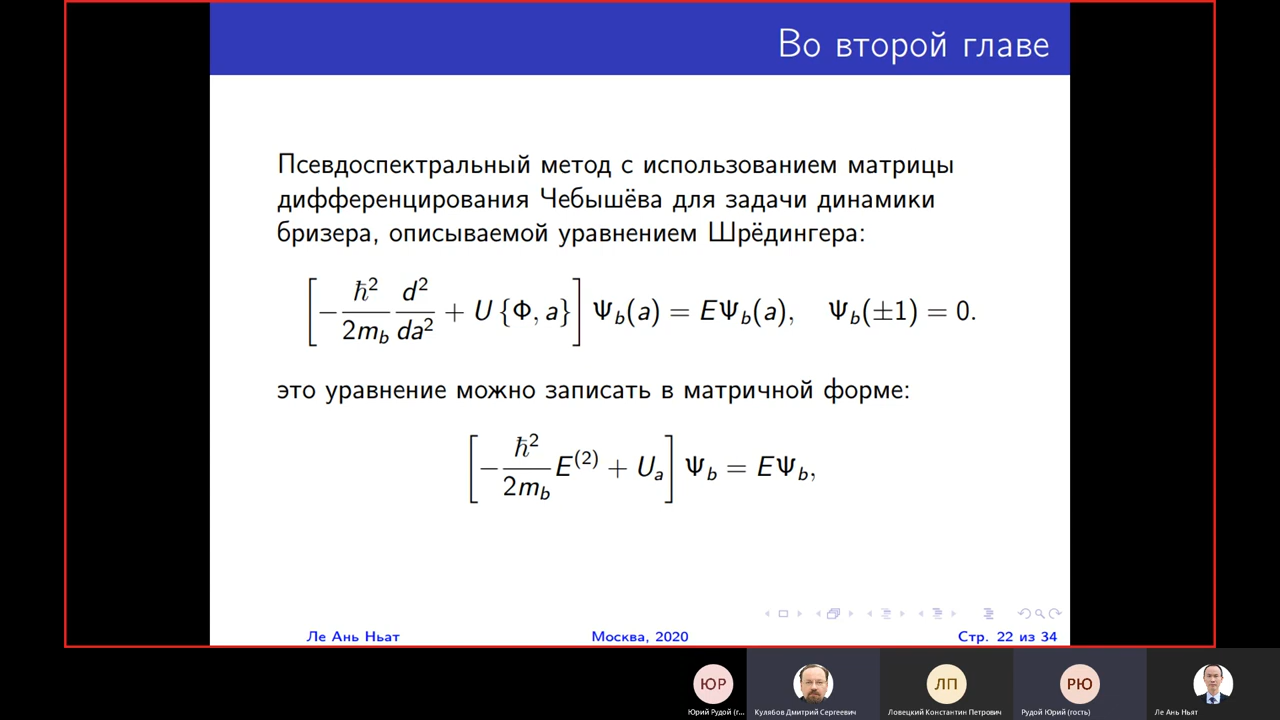 Во второй главе
Псевдоспектральный метод с использованием матрицы
дифференцирования Чебышёва для задачи динамики
бризера, описываемой уравнением Шрёдингера:
[−ħ²/2m_b d²/da² + U {Φ, a}] Ψ_b(a) = EΨ_b(a), Ψ_b(±1) = 0.
это уравнение можно записать в матричной форме:
[−ħ²/2m_b E⁽²⁾ + U_a] Ψ_b = EΨ_b,
Ле Ань Ньат Москва, 2020 Стр. 22 из 34
ЮР ЛП РЮ
Юрий Рудой (г... Кулябов Дмитрий Сергеевич Ловецкий Константин Петрович Рудой Юрий (гость) Ле Ань Ньят